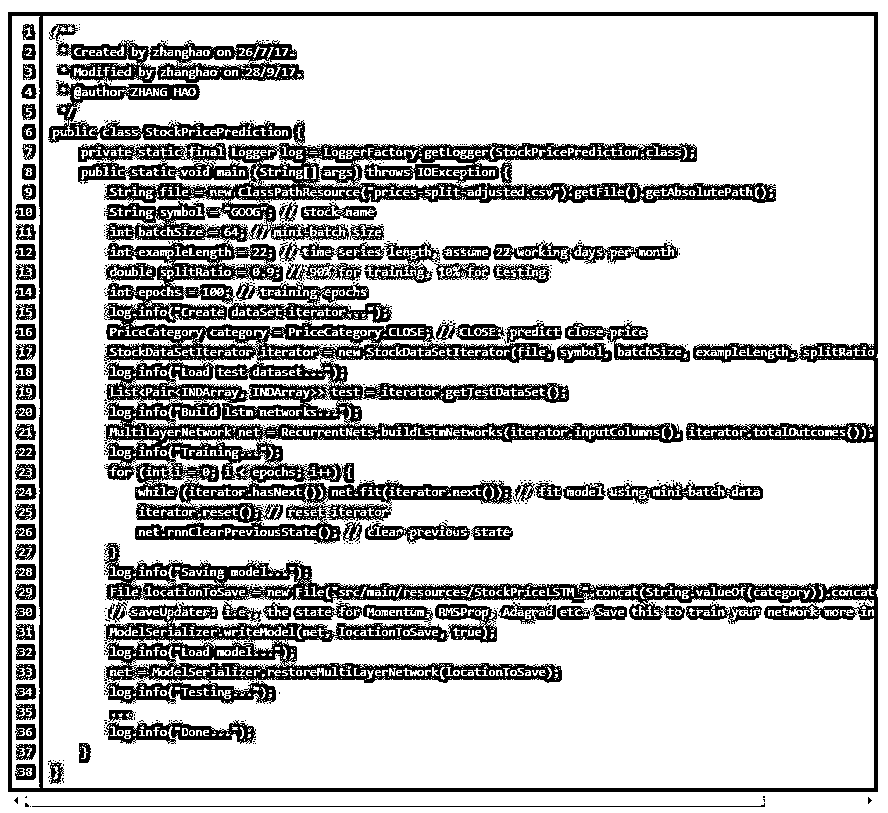 1 /**
2 * Created by zhanghao on 26/7/17.
3 * Modified by zhanghao on 28/9/17.
4 * @author ZHANG HAO
5 */
6 public class StockPricePrediction {
7 private static final Logger log = LoggerFactory.getLogger(StockPricePrediction.class);
8 public static void main (String[] args) throws IOException {
9 String file = new ClassPathResource("prices-split-adjusted.csv").getFile().getAbsolutePath();
10 String symbol = "GOOG"; // stock name
11 int batchSize = 64; // mini-batch size
12 int exampleLength = 22; // time series length, assume 22 working days per month
13 double splitRatio = 0.9; // 90% for training, 10% for testing
14 int epochs = 100; // training epochs
15 log.info("Create dataSet iterator...");
16 PriceCategory category = PriceCategory.CLOSE; // CLOSE: predict close price
17 StockDataSetIterator iterator = new StockDataSetIterator(file, symbol, batchSize, exampleLength, splitRatio,
18 log.info("Load test dataset...");
19 List<Pair<INDArray, INDArray>> test = iterator.getTestDataSet();
20 log.info("Build lstm networks...");
21 MultiLayerNetwork net = RecurrentNets.buildLstmNetworks(iterator.inputColumns(), iterator.totalOutcomes());
22 log.info("Training...");
23 for (int i = 0; i < epochs; i++) {
24 while (iterator.hasNext()) net.fit(iterator.next()); // fit model using mini-batch data
25 iterator.reset(); // reset iterator
26 net.rnnClearPreviousState(); // clear previous state
27 }
28 log.info("Saving model...");
29 File locationToSave = new File("src/main/resources/StockPriceLSTM_".concat(String.valueOf(category)).concat
30 // saveUpdater: i.e., the state for Momentum, RMSProp, Adagrad etc. Save this to train your network more in
31 ModelSerializer.writeModel(net, locationToSave, true);
32 log.info("Load model...");
33 net = ModelSerializer.restoreMultiLayerNetwork(locationToSave);
34 log.info("Testing...");
35 ...
36 log.info("Done...");
37 }
38 }